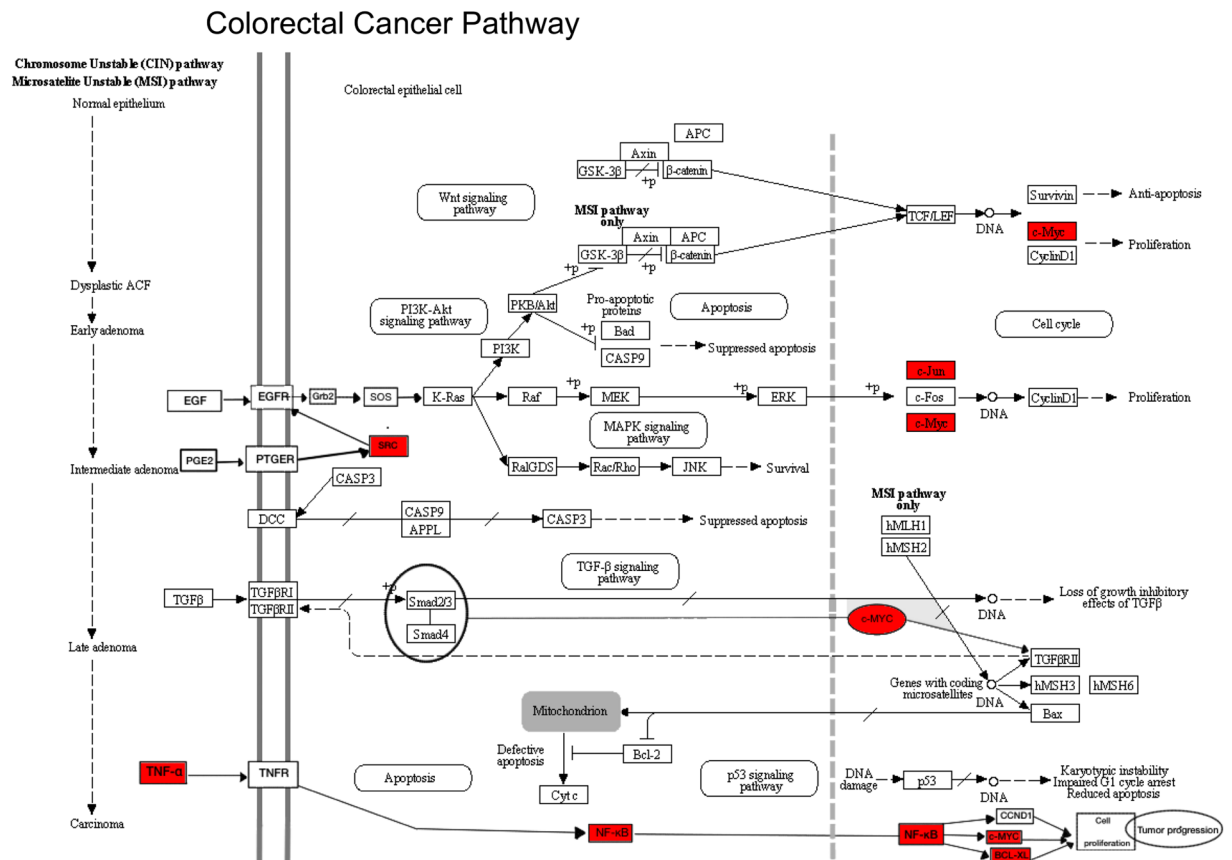 Colorectal Cancer Pathway
Chromosome Unstable (CIN) pathway
Microsatelite Unstable (MSI) pathway
Normal epithelium
Colorectal epithelial cell
APC
Axin
GSK-3β
β-catenin
+p
Wnt signaling
pathway
MSI pathway
only
Axin
APC
GSK-3β
β-catenin
+p
+p
TCF/LEF
DNA
Survivin
Anti-apoptosis
c-Myc
Proliferation
CyclinD1
Dysplastic ACF
Early adenoma
PI3K-Akt
signaling pathway
PKB/Akt
Pro-apoptotic
proteins
Apoptosis
+p
Bad
CASP9
Suppressed apoptosis
Cell cycle
PI3K
EGF
EGFR
Grb2
SOS
K-Ras
Raf
+p
MEK
+p
ERK
+p
c-Jun
c-Fos
c-Myc
DNA
CyclinD1
Proliferation
MAPK signaling
pathway
SRC
PGE2
PTGER
Intermediate adenoma
RalGDS
Rac/Rho
JNK
Survival
CASP3
DCC
CASP9
APPL
CASP3
Suppressed apoptosis
MSI pathway
only
hMLH1
hMSH2
TGF-β signaling
pathway
TGFβ
TGFβRI
TGFβRII
+p
Smad2/3
Smad4
c-MYC
DNA
Loss of growth inhibitory
effects of TGFβ
Late adenoma
TGFβRII
Genes with coding
microsatellites
DNA
hMSH3
hMSH6
Bax
Mitochondrion
Defective
apoptosis
Bcl-2
Cyt c
TNF-α
TNFR
Apoptosis
p53 signaling
pathway
DNA
damage
p53
DNA
Karyotypic instability
Impaired G1 cycle arrest
Reduced apoptosis
Carcinoma
NF-κB
NF-κB
CCND1
c-MYC
BCL-XL
Cell
proliferation
Tumor prdgression